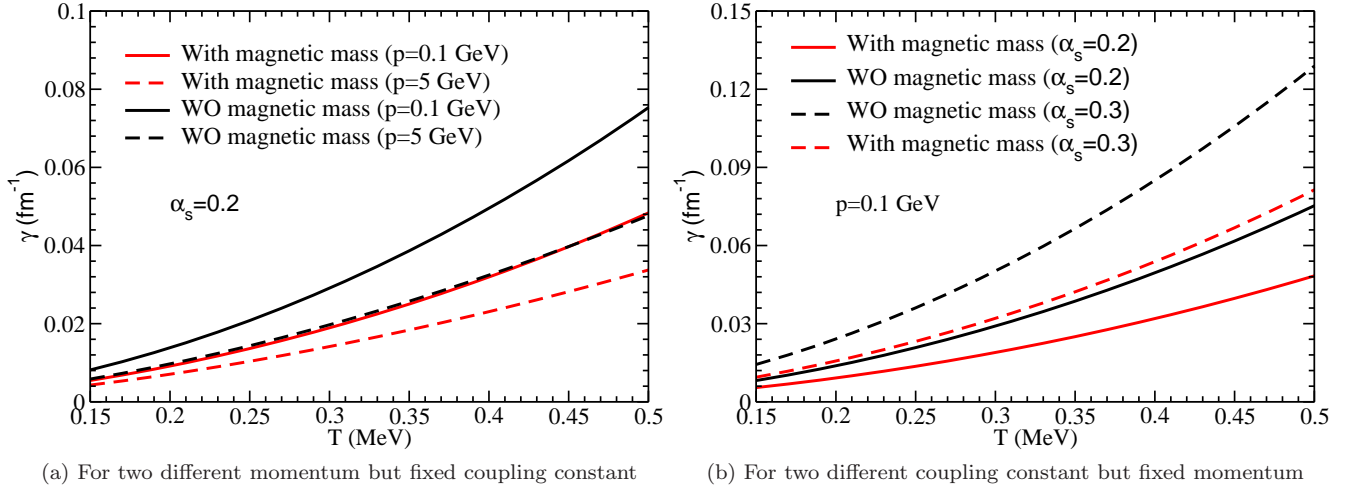 0.1
0.08
0.06
0.04
0.02
0
γ (fm⁻¹)
With magnetic mass (p=0.1 GeV)
With magnetic mass (p=5 GeV)
WO magnetic mass (p=0.1 GeV)
WO magnetic mass (p=5 GeV)
αₛ=0.2
0.15 0.2 0.25 0.3 0.35 0.4 0.45 0.5
T (MeV)
(a) For two different momentum but fixed coupling constant
0.15
0.12
0.09
0.06
0.03
0
γ (fm⁻¹)
With magnetic mass (αₛ=0.2)
WO magnetic mass (αₛ=0.2)
WO magnetic mass (αₛ=0.3)
With magnetic mass (αₛ=0.3)
p=0.1 GeV
0.15 0.2 0.25 0.3 0.35 0.4 0.45 0.5
T (MeV)
(b) For two different coupling constant but fixed momentum